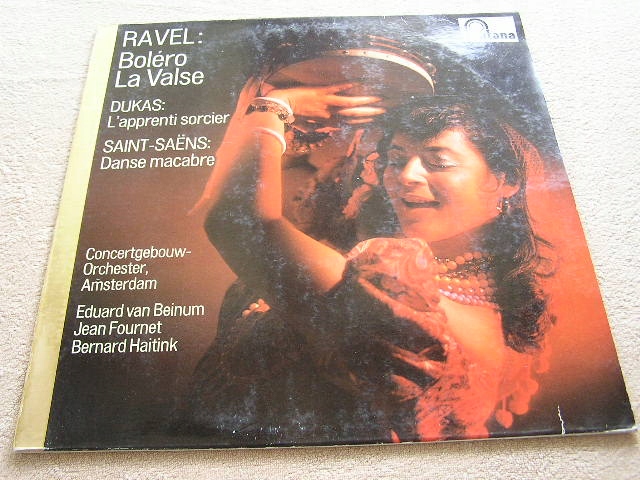 RAVEL:
Boléro
La Valse
DUKAS:
L'apprenti sorcier
SAINT-SAËNS:
Danse macabre
Concertgebouw-
Orchester,
Amsterdam
Eduard van Beinum
Jean Fournet
Bernard Haitink